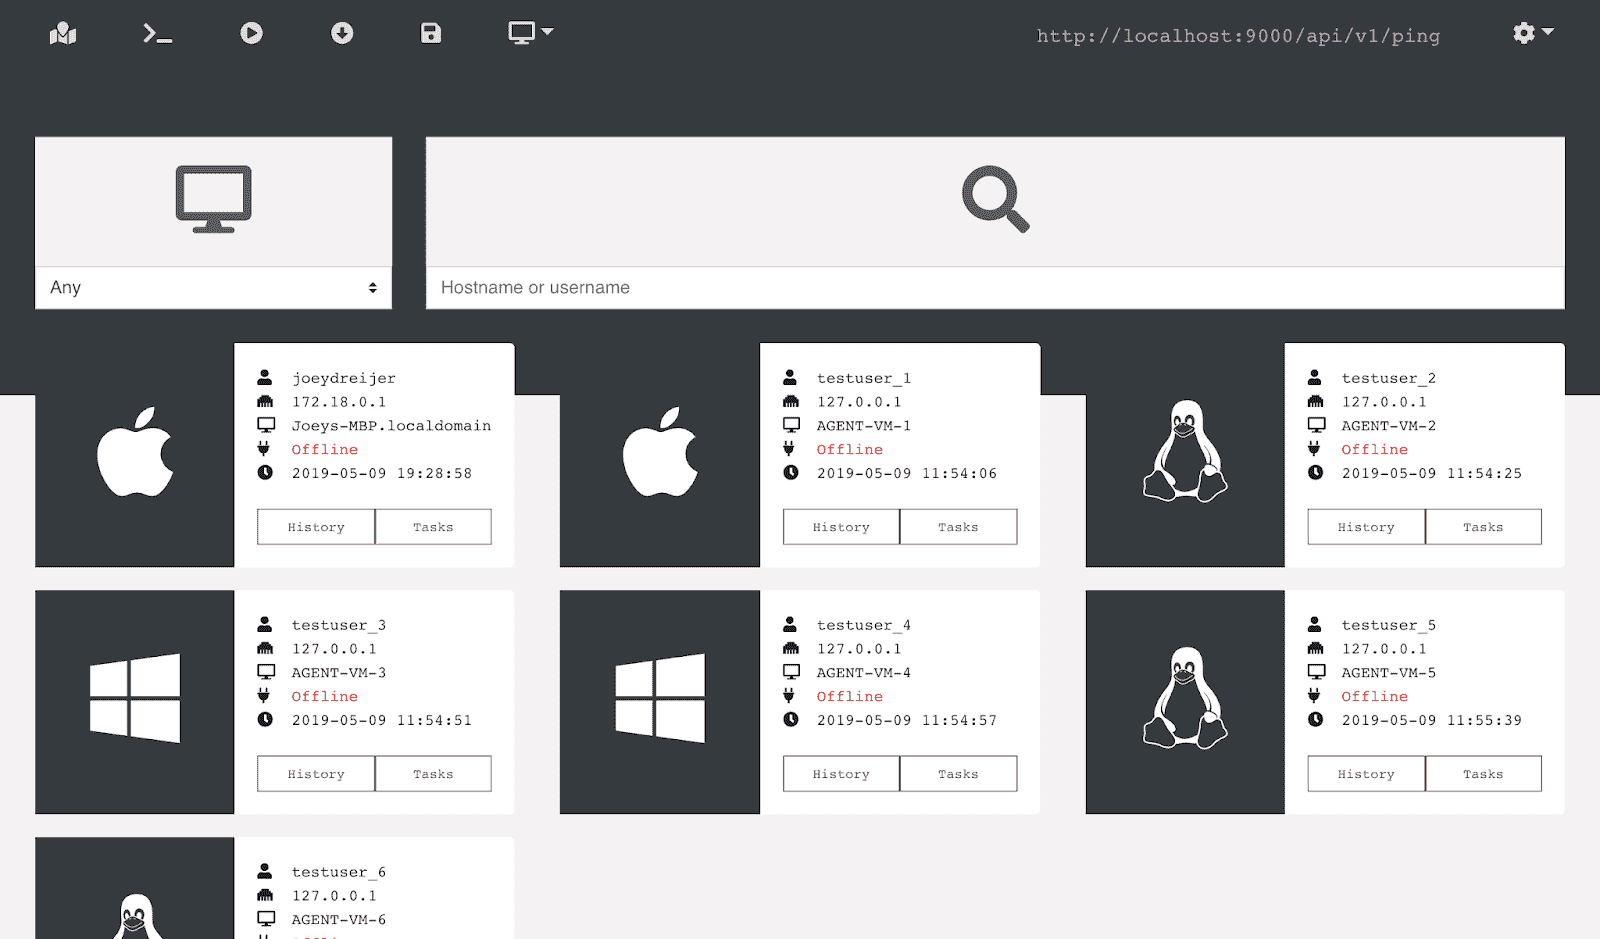 http://localhost:9000/api/v1/ping
Any
Hostname or username
joeydreijer
172.18.0.1
Joeys-MBP.localdomain
Offline
2019-05-09 19:28:58
History Tasks
testuser_1
127.0.0.1
AGENT-VM-1
Offline
2019-05-09 11:54:06
History Tasks
testuser_2
127.0.0.1
AGENT-VM-2
Offline
2019-05-09 11:54:25
History Tasks
testuser_3
127.0.0.1
AGENT-VM-3
Offline
2019-05-09 11:54:51
History Tasks
testuser_4
127.0.0.1
AGENT-VM-4
Offline
2019-05-09 11:54:57
History Tasks
testuser_5
127.0.0.1
AGENT-VM-5
Offline
2019-05-09 11:55:39
History Tasks
testuser_6
127.0.0.1
AGENT-VM-6